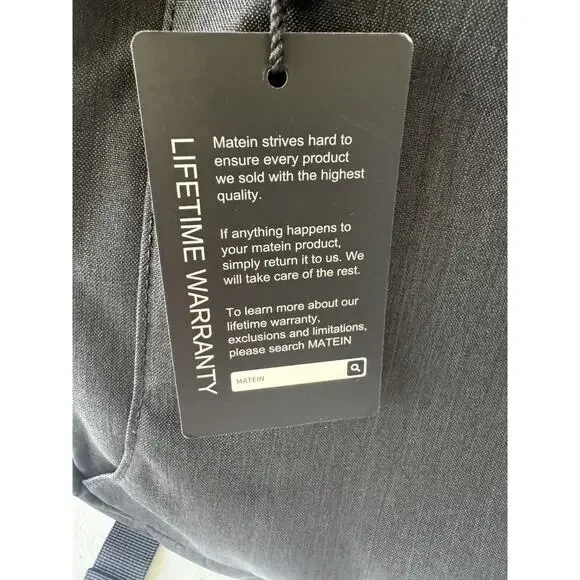 LIFETIME WARRANTY
Matein strives hard to
ensure every product
we sold with the highest
quality.
If anything happens to
your matein product,
simply return it to us. We
will take care of the rest.
To learn more about our
lifetime warranty,
exclusions and limitations,
please search MATEIN
MATEIN